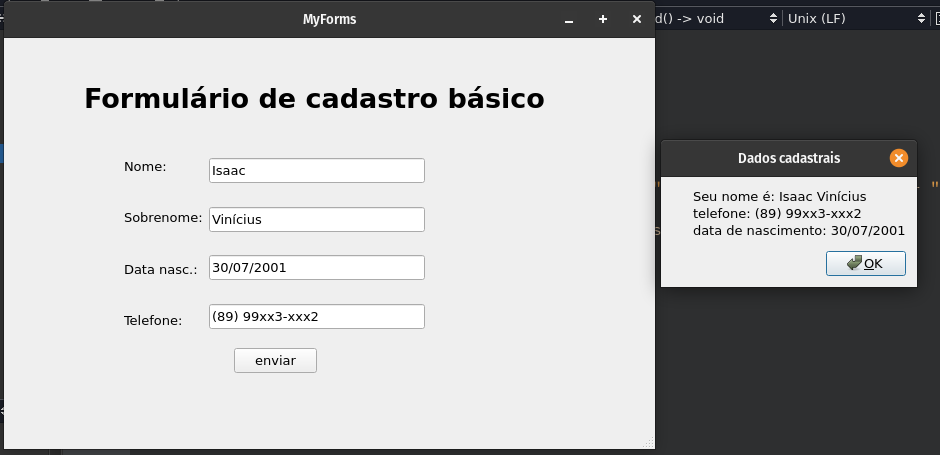 MyForms
d() -> void
Unix (LF)
Formulário de cadastro básico
Nome:
Isaac
Sobrenome:
Vinícius
Data nasc.:
30/07/2001
Telefone:
(89) 99xx3-xxx2
enviar
Dados cadastrais
Seu nome é: Isaac Vinícius
telefone: (89) 99xx3-xxx2
data de nascimento: 30/07/2001
OK